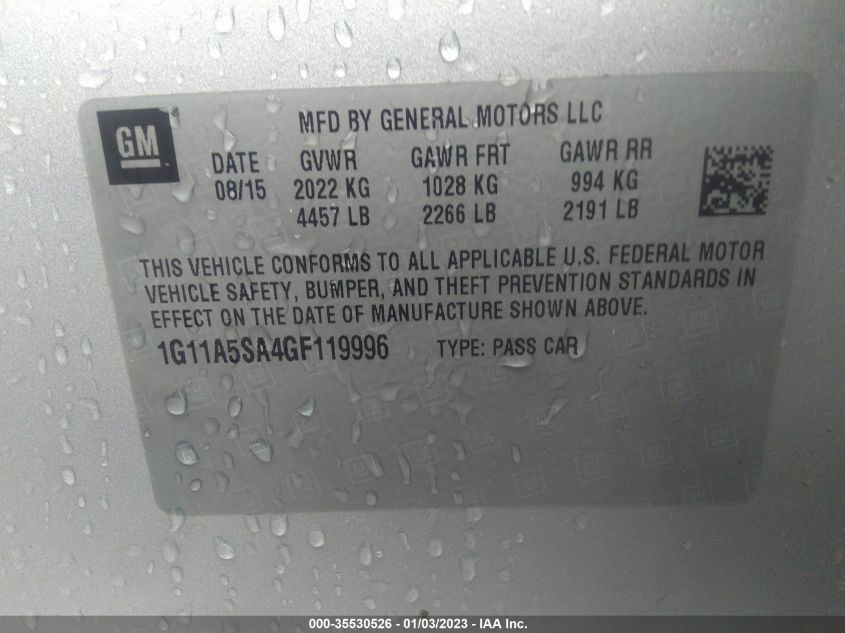 GM
MFD BY GENERAL MOTORS LLC
DATE GVWR GAWR FRT GAWR RR
08/15 2022 KG 1028 KG 994 KG
4457 LB 2266 LB 2191 LB
THIS VEHICLE CONFORMS TO ALL APPLICABLE U.S. FEDERAL MOTOR
VEHICLE SAFETY, BUMPER, AND THEFT PREVENTION STANDARDS IN
EFFECT ON THE DATE OF MANUFACTURE SHOWN ABOVE.
1G11A5SA4GF119996 TYPE: PASS CAR
000-35530526 - 01/03/2023 - IAA Inc.